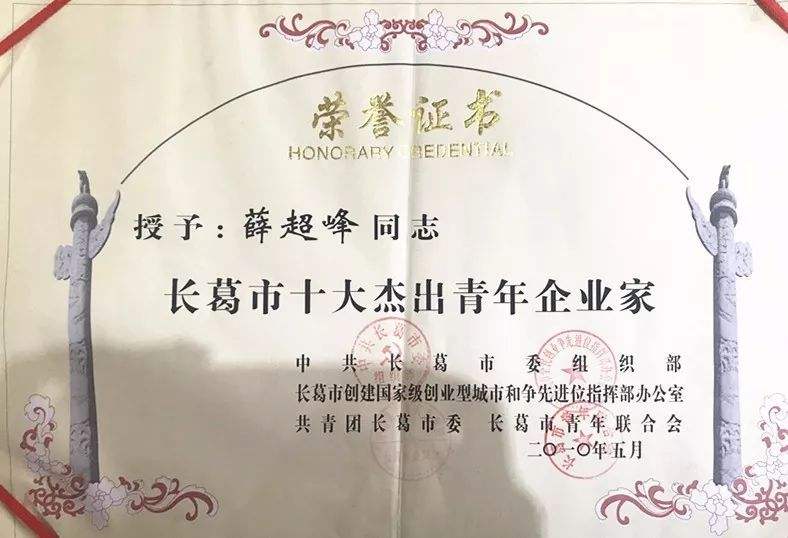 荣誉证书
HONORARY CREDENTIAL
授予：薛超峰同志
长葛市十大杰出青年企业家
中共长葛市委组织部
长葛市创建国家级创业型城市和争先进位指挥部办公室
共青团长葛市委 长葛市青年联合会
二〇一〇年五月